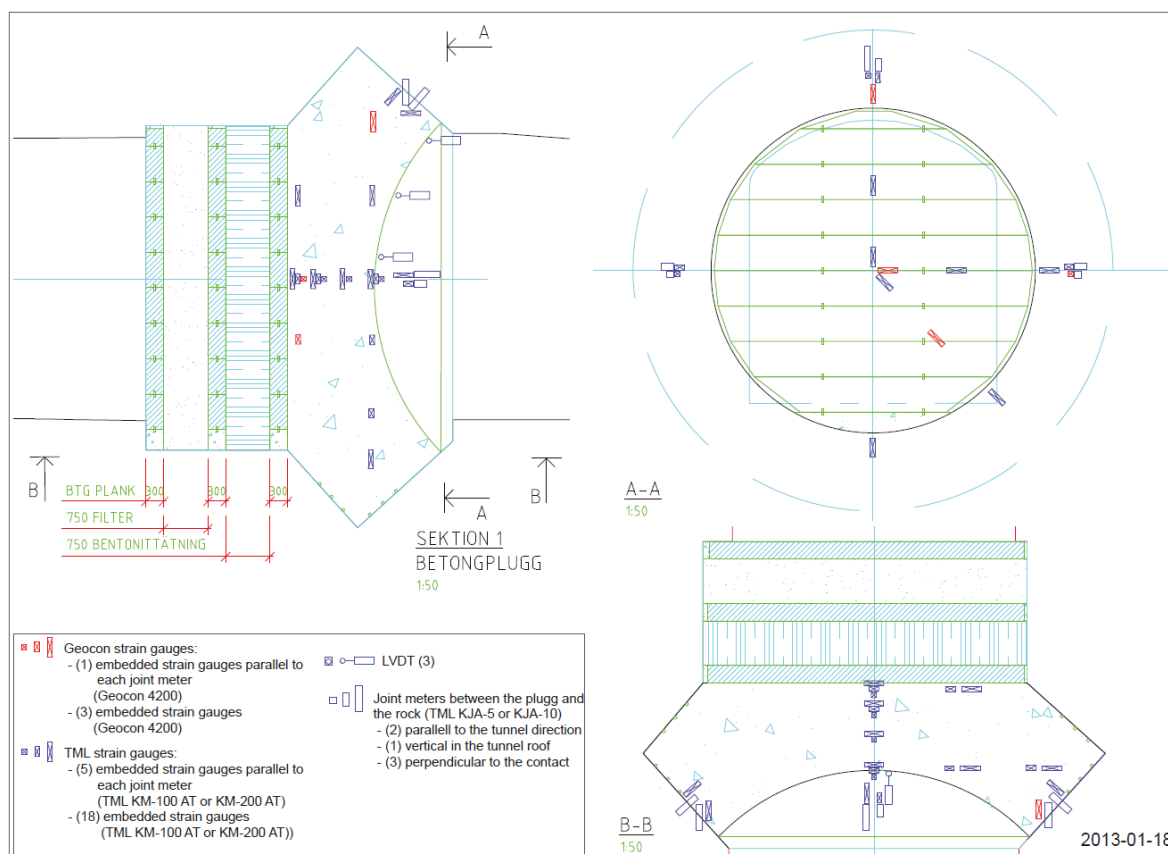 A
B
BTG PLANK
300
300
300
750 FILTER
750 BENTONITTÄTNING
A
B
SEKTION 1
BETONGPLUGG
1:50
A-A
1:50
B-B
1:50
2013-01-18
Geocon strain gauges:
- (1) embedded strain gauges parallel to
each joint meter
(Geocon 4200)
- (3) embedded strain gauges
(Geocon 4200)
TML strain gauges:
- (5) embedded strain gauges parallel to
each joint meter
(TML KM-100 AT or KM-200 AT)
- (18) embedded strain gauges
(TML KM-100 AT or KM-200 AT))
LVDT (3)
Joint meters between the plugg and
the rock (TML KJA-5 or KJA-10)
- (2) parallell to the tunnel direction
- (1) vertical in the tunnel roof
- (3) perpendicular to the contact